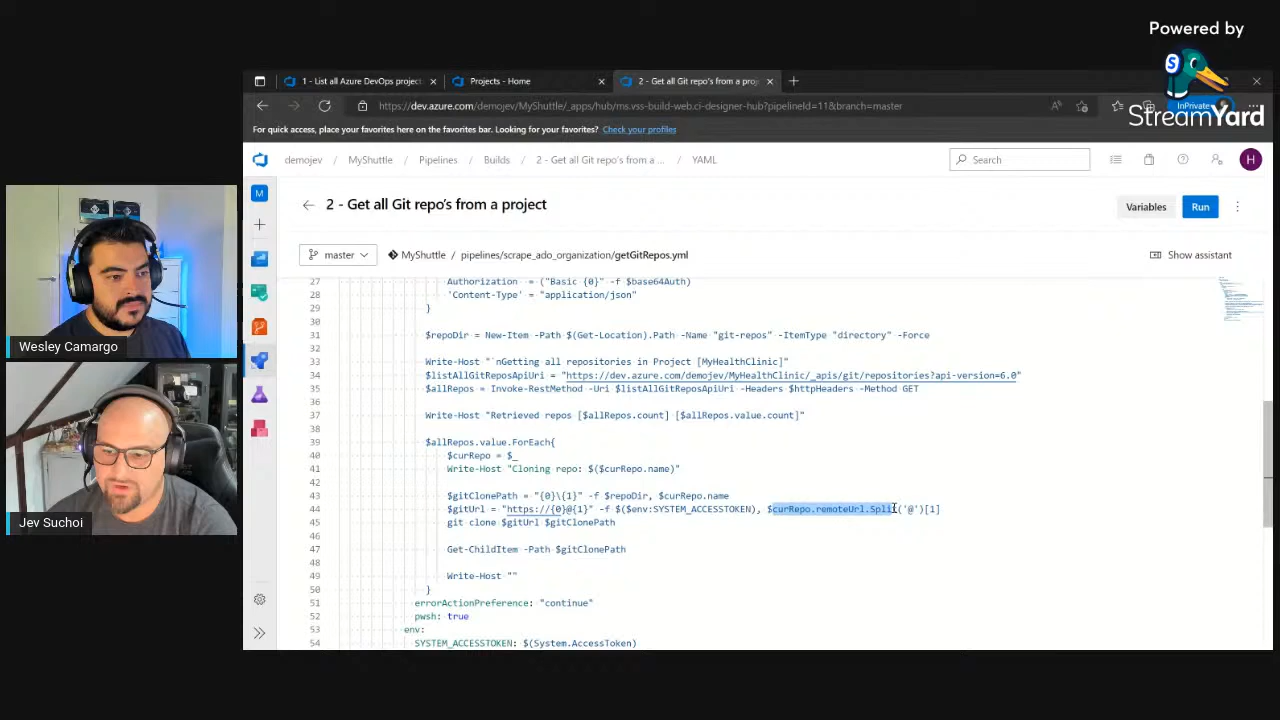 Powered by
StreamYard
1 - List all Azure DevOps project
Projects - Home
2 - Get all Git repo's from a proj
https://dev.azure.com/demojev/MyShuttle/_apps/hub/ms.vss-build-web.ci-designer-hub?pipelineId=11&branch=master
InPrivate
For quick access, place your favorites here on the favorites bar. Looking for your favorites? Check your profiles
demojev / MyShuttle / Pipelines / Builds / 2 - Get all Git repo's from a ... / YAML
Search
H
M
2 - Get all Git repo's from a project
Variables
Run
master
MyShuttle / pipelines/scrape_ado_organization/getGitRepos.yml
Show assistant
27 Authorization = ("Basic {0}" -f $base64Auth)
28 'Content-Type' = "application/json"
29 }
30
31 $repoDir = New-Item -Path $(Get-Location).Path -Name "git-repos" -ItemType "directory" -Force
32
33 Write-Host "`nGetting all repositories in Project [MyHealthClinic]"
34 $listAllGitReposApiUri = "https://dev.azure.com/demojev/MyHealthClinic/_apis/git/repositories?api-version=6.0"
35 $allRepos = Invoke-RestMethod -Uri $listAllGitReposApiUri -Headers $httpHeaders -Method GET
36
37 Write-Host "Retrieved repos [$allRepos.count] [$allRepos.value.count]"
38
39 $allRepos.value.ForEach{
40 $curRepo = $_
41 Write-Host "Cloning repo: $($curRepo.name)"
42
43 $gitClonePath = "{0}\{1}" -f $repoDir, $curRepo.name
44 $gitUrl = "https://{0}@{1}" -f $($env:SYSTEM_ACCESSTOKEN), $curRepo.remoteUrl.Split('@')[1]
45 git clone $gitUrl $gitClonePath
46
47 Get-ChildItem -Path $gitClonePath
48
49 Write-Host ""
50 }
51 errorActionPreference: "continue"
52 pwsh: true
53 env:
54 SYSTEM_ACCESSTOKEN: $(System.AccessToken)
Wesley Camargo
Jev Suchoi